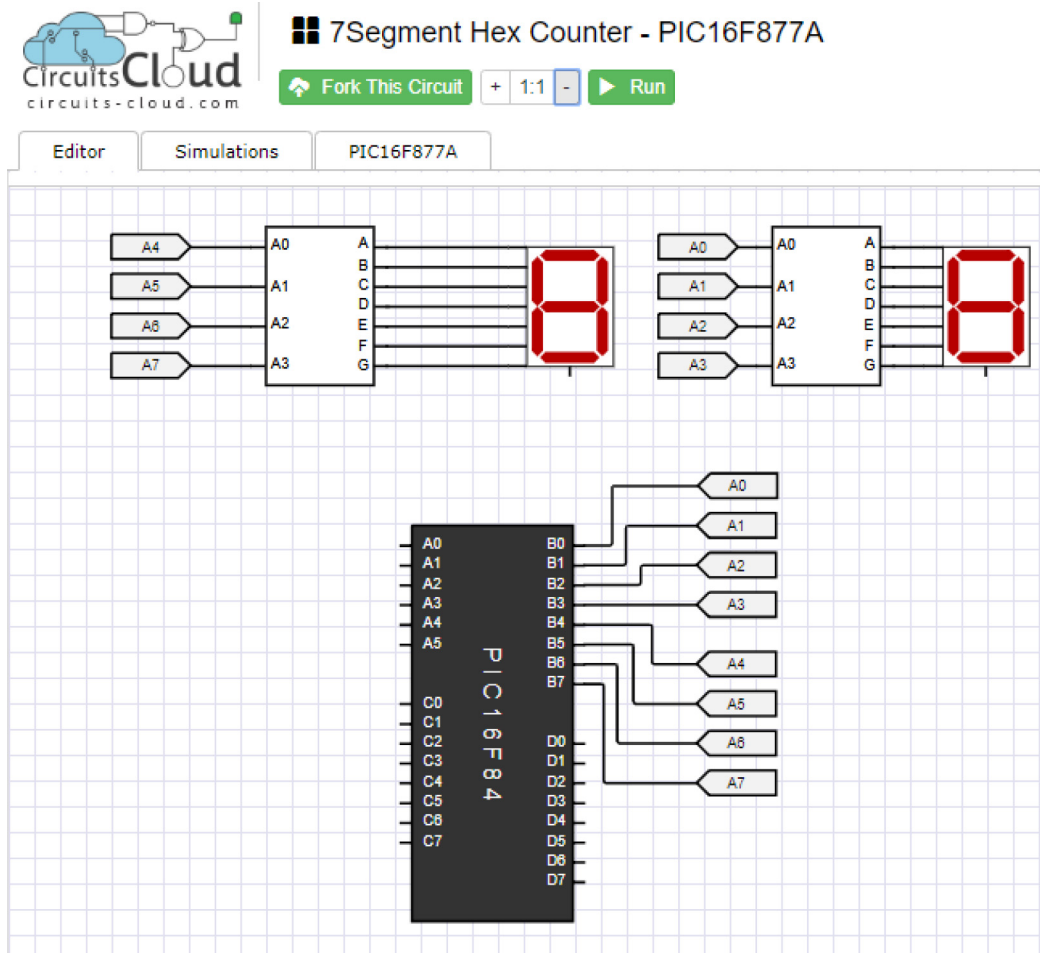 CircuitsCloud
circuits-cloud.com
7Segment Hex Counter - PIC16F877A
Fork This Circuit + 1:1 - Run
Editor Simulations PIC16F877A
A4 A0 A A0 A0 A
B B
A5 A1 C A1 A1 C
D D
A6 A2 E A2 A2 E
F F
A7 A3 G A3 A3 G
A0
A1
A2
A3
A4
A5
A6
A7
A0 B0
A1 B1
A2 B2
A3 B3
A4 B4
A5 B5
B6
B7
C0
C1
C2 D0
C3 D1
C4 D2
C5 D3
C6 D4
C7 D5
D6
D7
PIC16F84